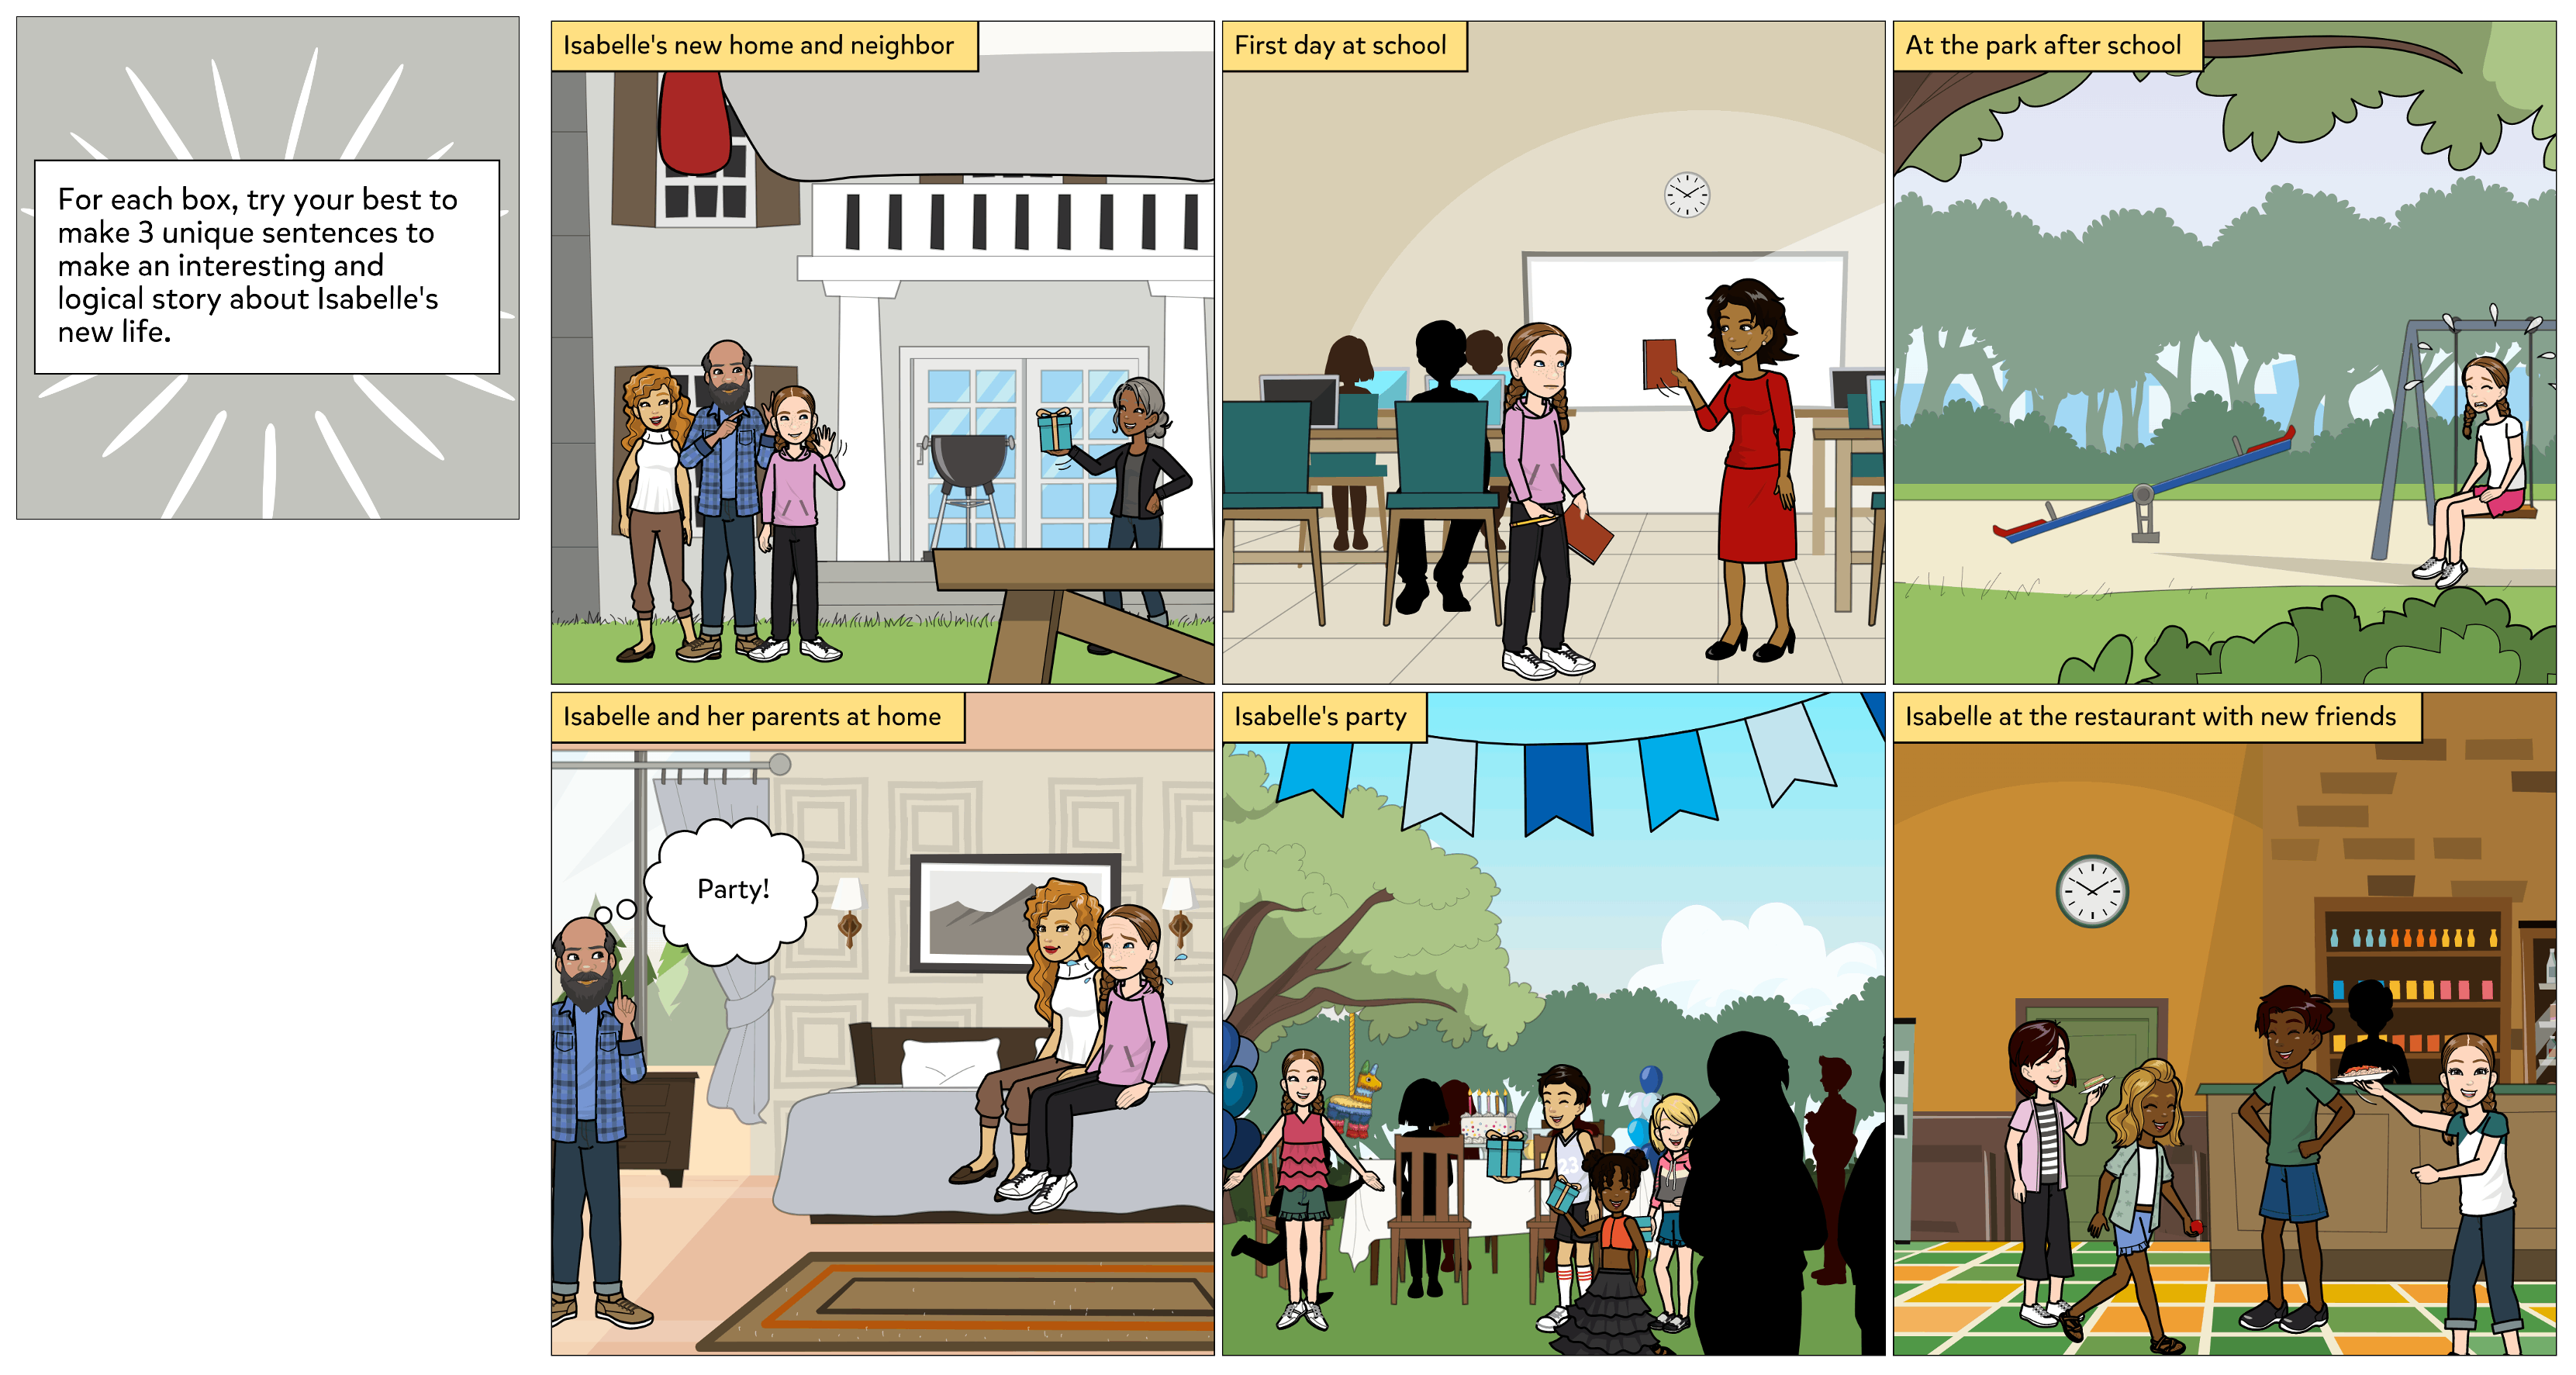 For each box, try your best to
make 3 unique sentences to
make an interesting and
logical story about Isabelle's
new life.
Isabelle's new home and neighbor
First day at school
At the park after school
Isabelle and her parents at home
Party!
Isabelle's party
23
Isabelle at the restaurant with new friends